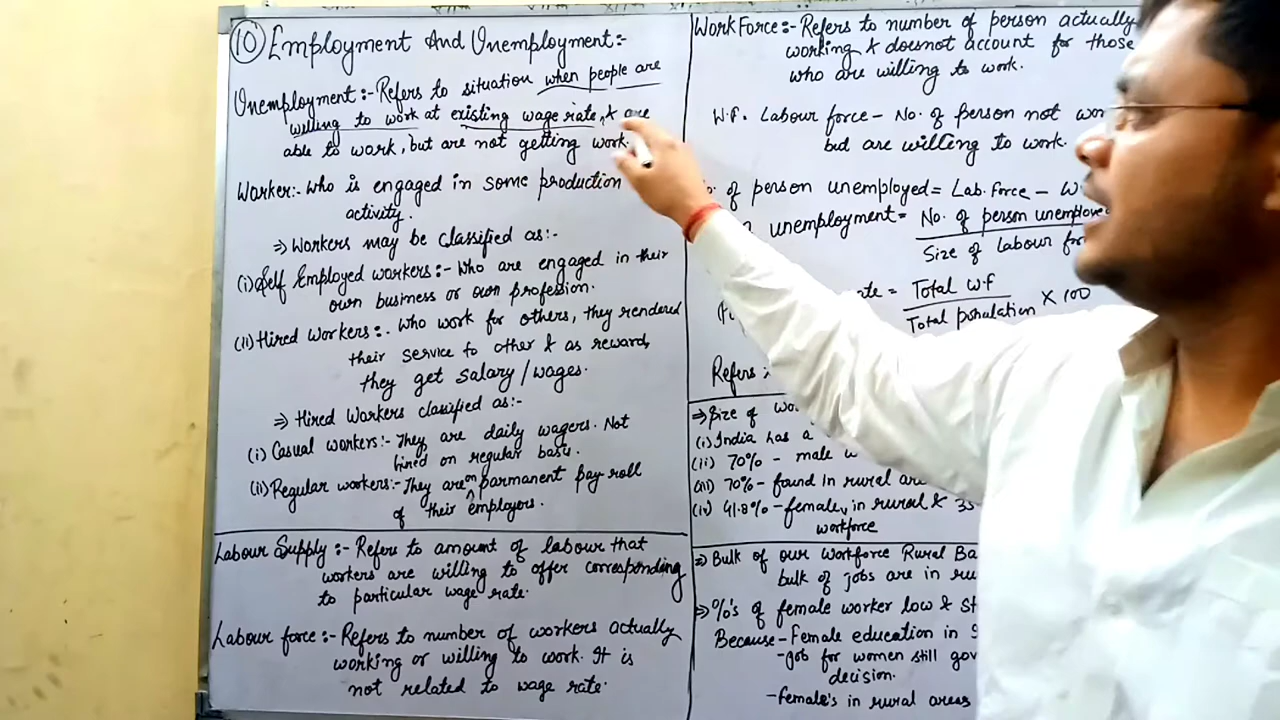 (10) Employment And Unemployment:-
Unemployment:- Refers to situation when people are
willing to work at existing wage rate, & are
able to work, but are not getting work.
Worker:- Who is engaged in some production
activity.
⇒ Workers may be classified as:-
(i) Self Employed workers:- Who are engaged in their
own business or own profession.
(ii) Hired Workers:- Who work for others, they rendered
their service to other & as reward,
they get salary/wages.
⇒ Hired Workers classified as:-
(i) Casual workers:- They are daily wagers. Not
hired on regular basis.
(ii) Regular workers:- They are on parmanent pay roll
of their employers.
Labour Supply:- Refers to amount of labour that
workers are willing to offer corresponding
to particular wage rate.
Labour force:- Refers to number of workers actually
working or willing to work. It is
not related to wage rate.
Work Force:- Refers to number of person actually
working & doesnot account for those
who are willing to work.
W.F. Labour force - No. of person not
but are willing to work.
of person unemployed = Lab. Force -
unemployment = No. of person unemployed
Size of labour
= Total W.F
Total population × 100
Refers
⇒ Size of
(i) India has a
(ii) 70% - male
(iii) 70% - found in rural
(iv) 41.8% - female, in rural &
workforce
⇒ Bulk of our workforce Rural
bulk of jobs are in
⇒ %'s of female worker low &
Because - Female education in
- job for women still
decision.
- female's in rural areas